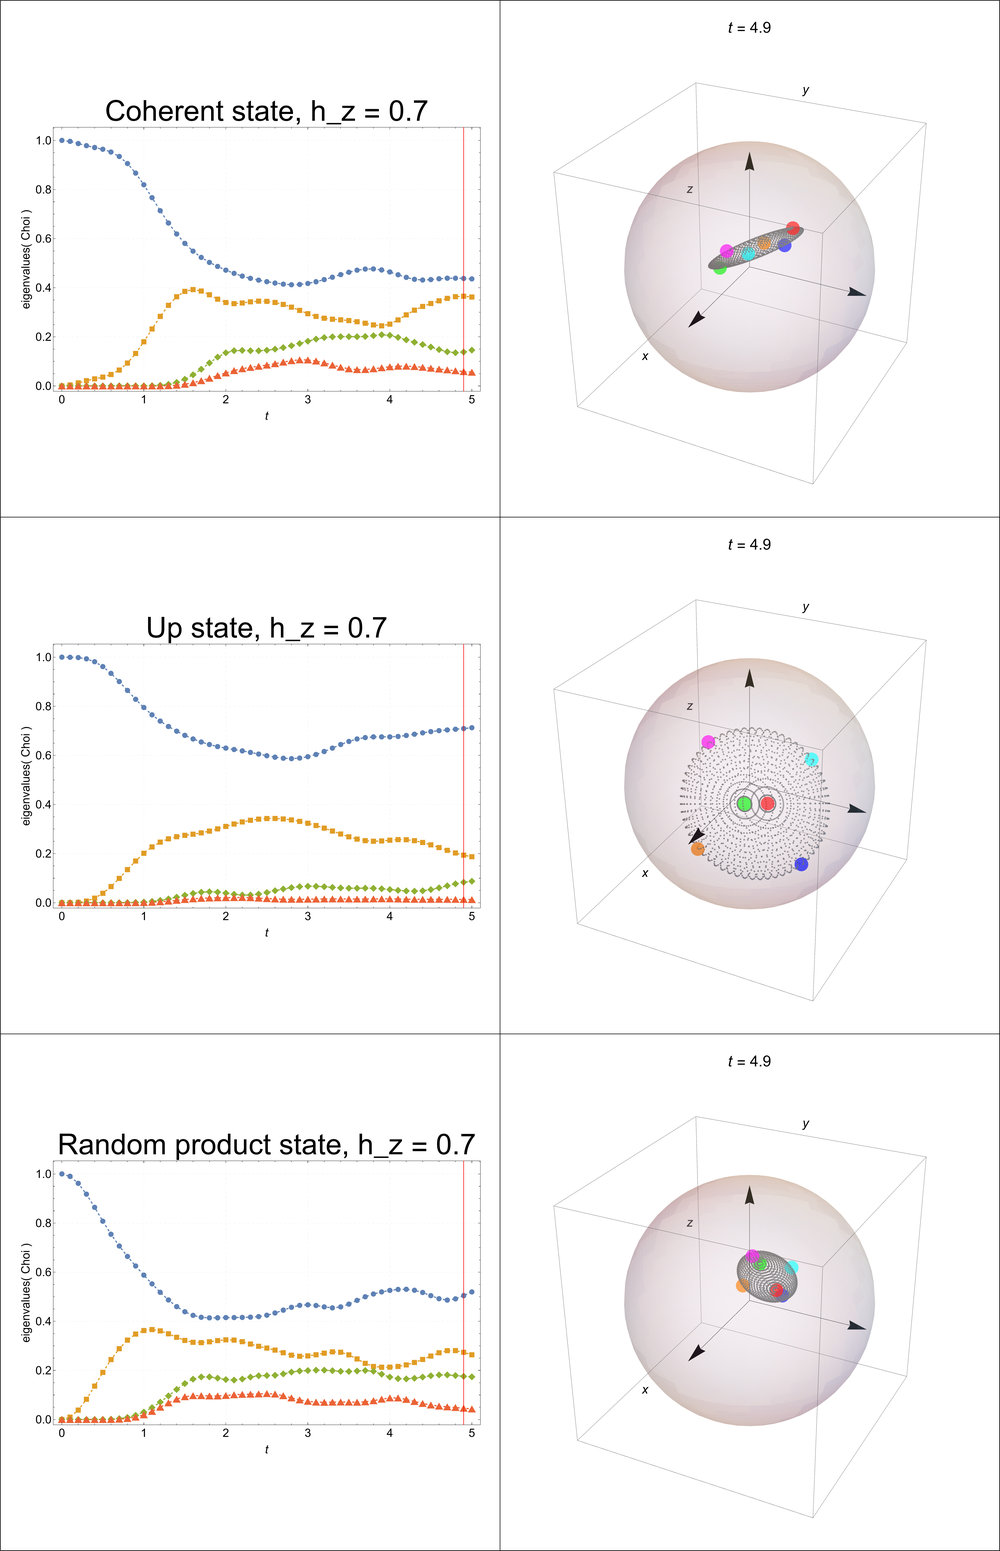 t = 4.9
y
Coherent state, h_z = 0.7
1.0
0.8
0.6
0.4
0.2
0.0
eigenvalues( Choi )
0 1 2 3 4 5
t
z
x
t = 4.9
y
Up state, h_z = 0.7
1.0
0.8
0.6
0.4
0.2
0.0
eigenvalues( Choi )
0 1 2 3 4 5
t
z
x
t = 4.9
y
Random product state, h_z = 0.7
1.0
0.8
0.6
0.4
0.2
0.0
eigenvalues( Choi )
0 1 2 3 4 5
t
z
x